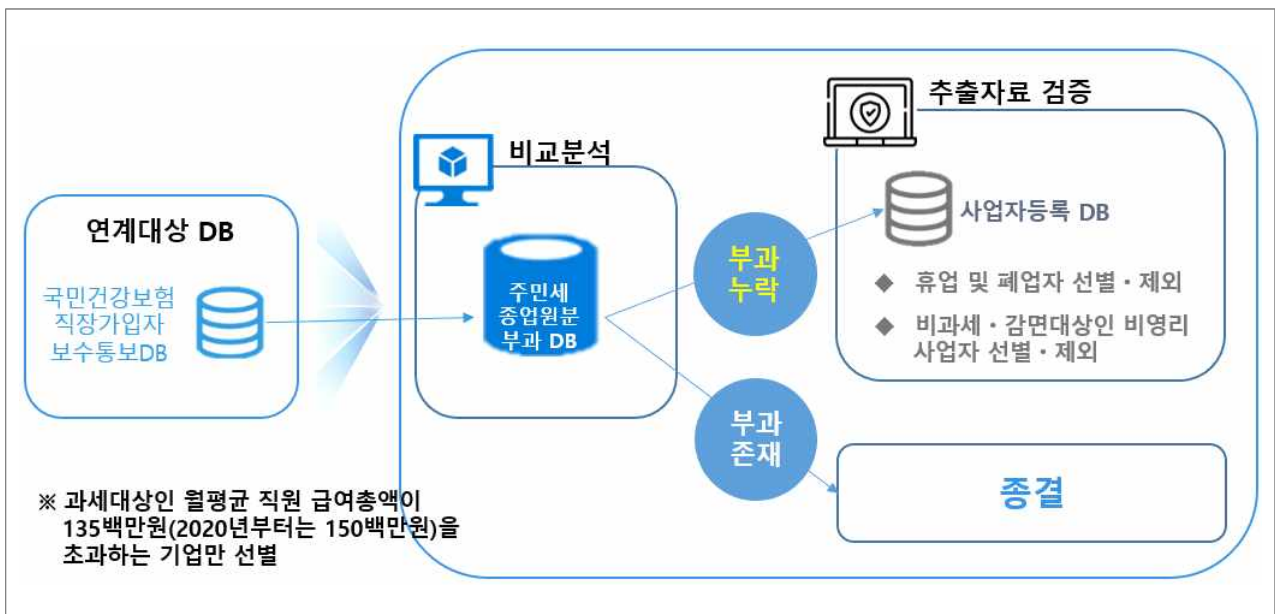 연계대상 DB
국민건강보험
직장가입자
보수통보DB
※ 과세대상인 월평균 직원 급여총액이
135백만원(2020년부터는 150백만원)을
초과하는 기업만 선별
비교분석
주민세
종업원분
부과 DB
부과
누락
부과
존재
추출자료 검증
사업자등록 DB
◆ 휴업 및 폐업자 선별・제외
◆ 비과세・감면대상인 비영리
사업자 선별・제외
종결